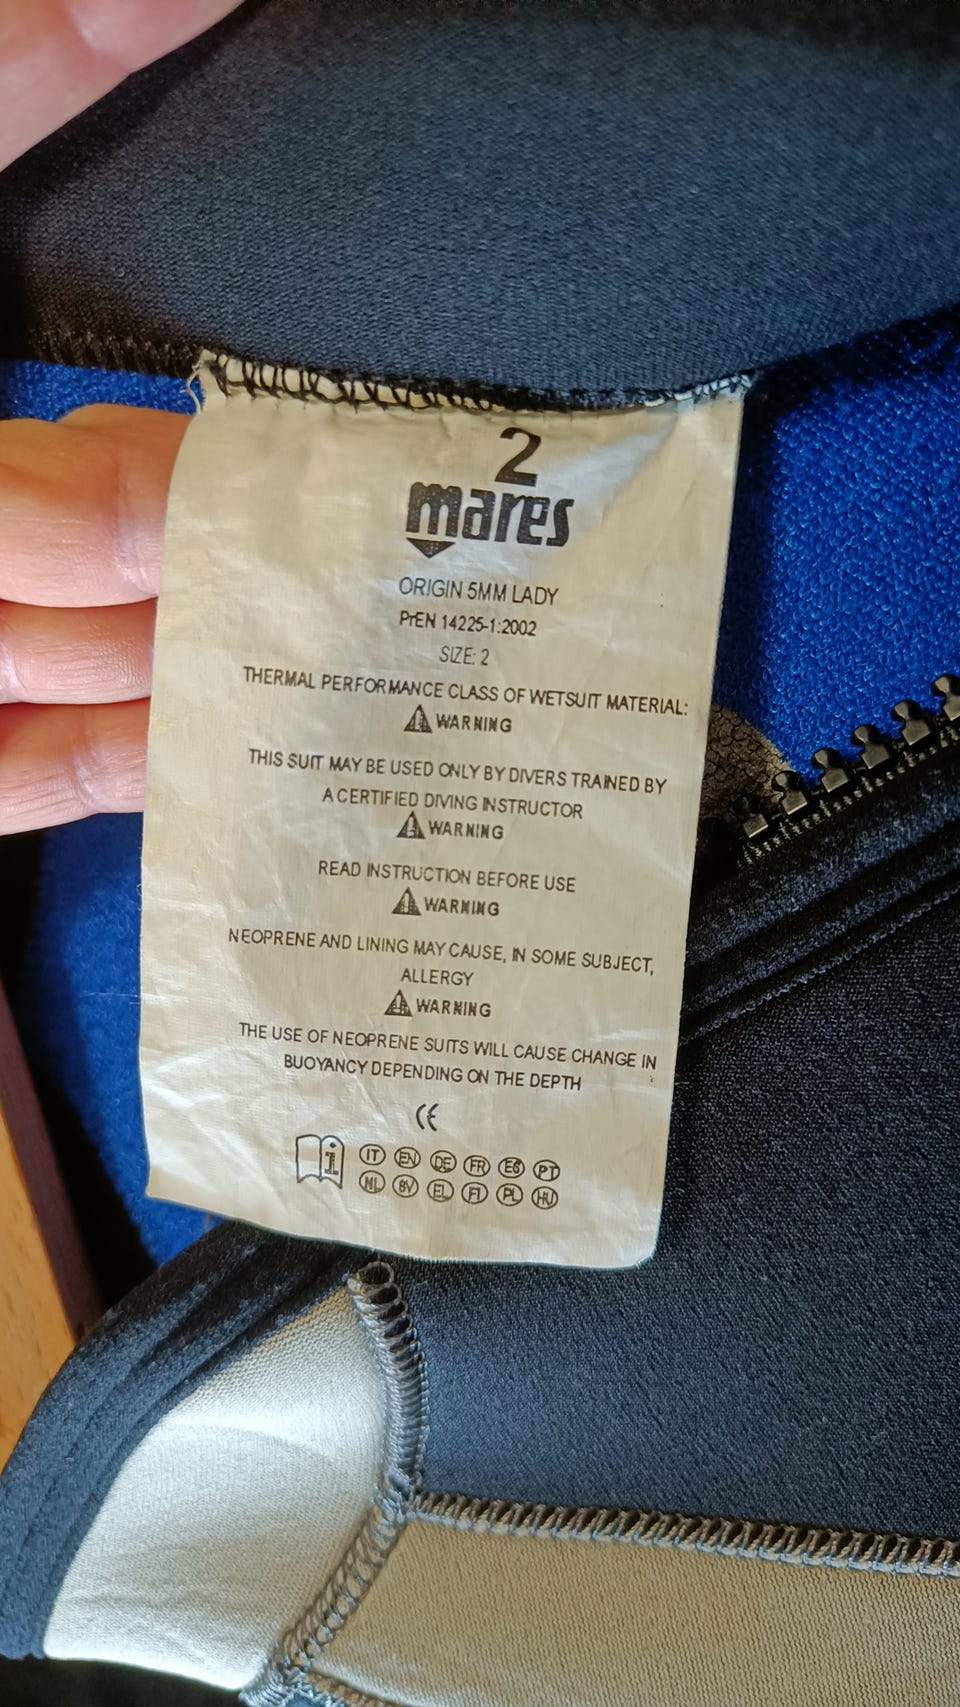 2
mares
ORIGIN 5MM LADY
PrEN 14225-1:2002
SIZE: 2
THERMAL PERFORMANCE CLASS OF WETSUIT MATERIAL:
WARNING
THIS SUIT MAY BE USED ONLY BY DIVERS TRAINED BY
A CERTIFIED DIVING INSTRUCTOR
WARNING
READ INSTRUCTION BEFORE USE
WARNING
NEOPRENE AND LINING MAY CAUSE, IN SOME SUBJECT,
ALLERGY
WARNING
THE USE OF NEOPRENE SUITS WILL CAUSE CHANGE IN
BUOYANCY DEPENDING ON THE DEPTH
CE
i IT EN DE FR ES PT
NL SV EL FI PL HU